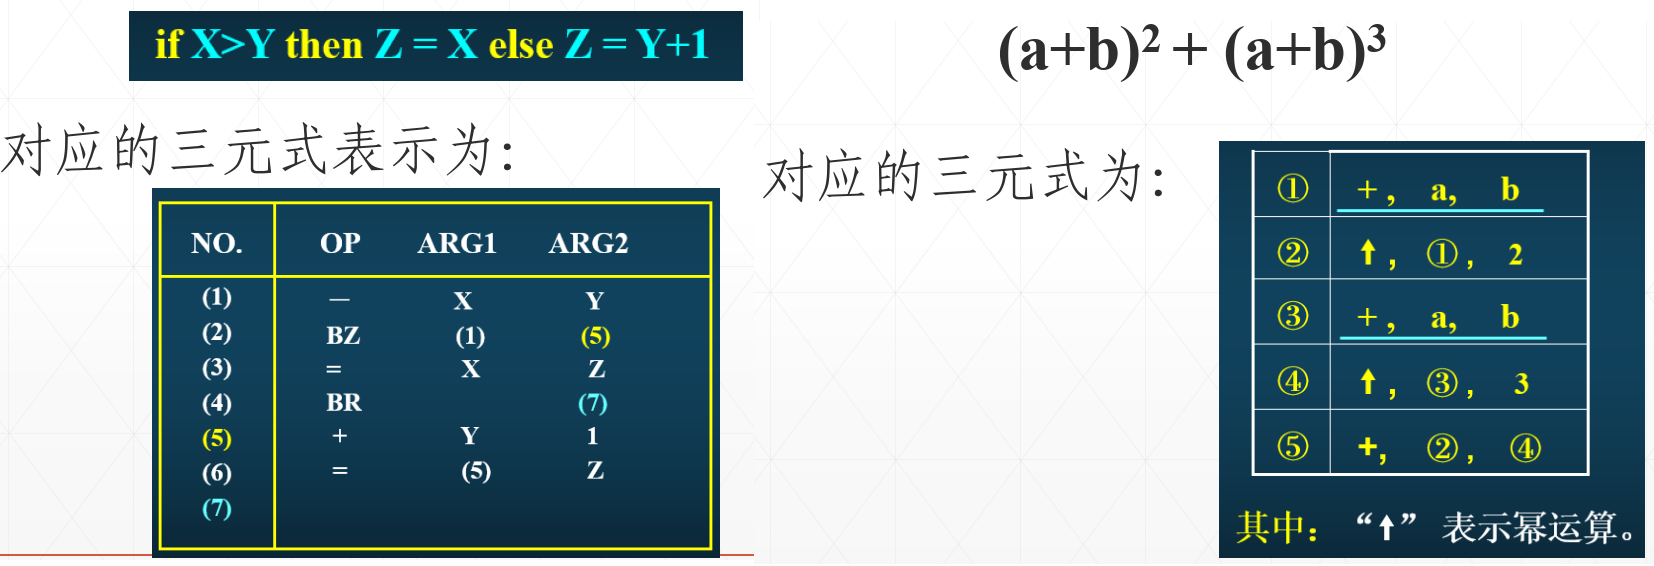 if X>Y then Z = X else Z = Y+1
对应的三元式表示为:
NO. OP ARG1 ARG2
(1) — X Y
(2) BZ (1) (5)
(3) = X Z
(4) BR (7)
(5) + Y 1
(6) = (5) Z
(7)
(a+b)² + (a+b)³
对应的三元式为:
① +, a, b
② ↑, ①, 2
③ +, a, b
④ ↑, ③, 3
⑤ +, ②, ④
其中: “↑” 表示幂运算。